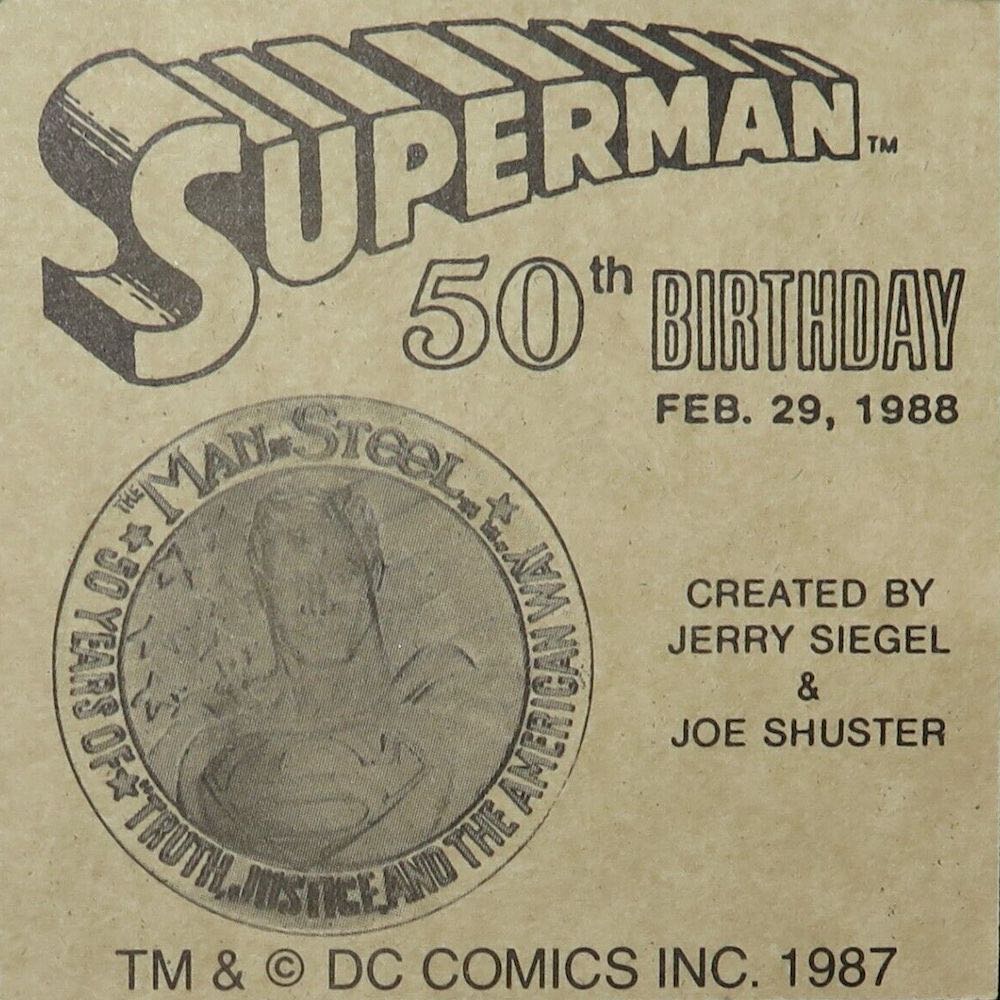 SUPERMAN™
50th BIRTHDAY
FEB. 29, 1988
THE MAN OF STEEL
★ 50 YEARS OF ★ "TRUTH, JUSTICE, AND THE AMERICAN WAY" ★
CREATED BY
JERRY SIEGEL
&
JOE SHUSTER
TM & © DC COMICS INC. 1987